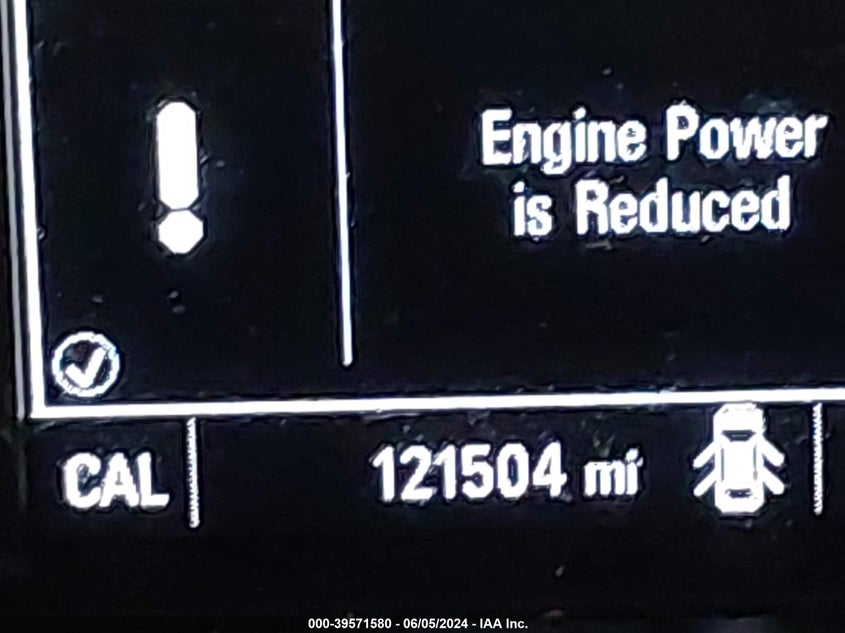 Engine Power
is Reduced
CAL 121504 mi
000-39571580 - 06/05/2024 - IAA Inc.